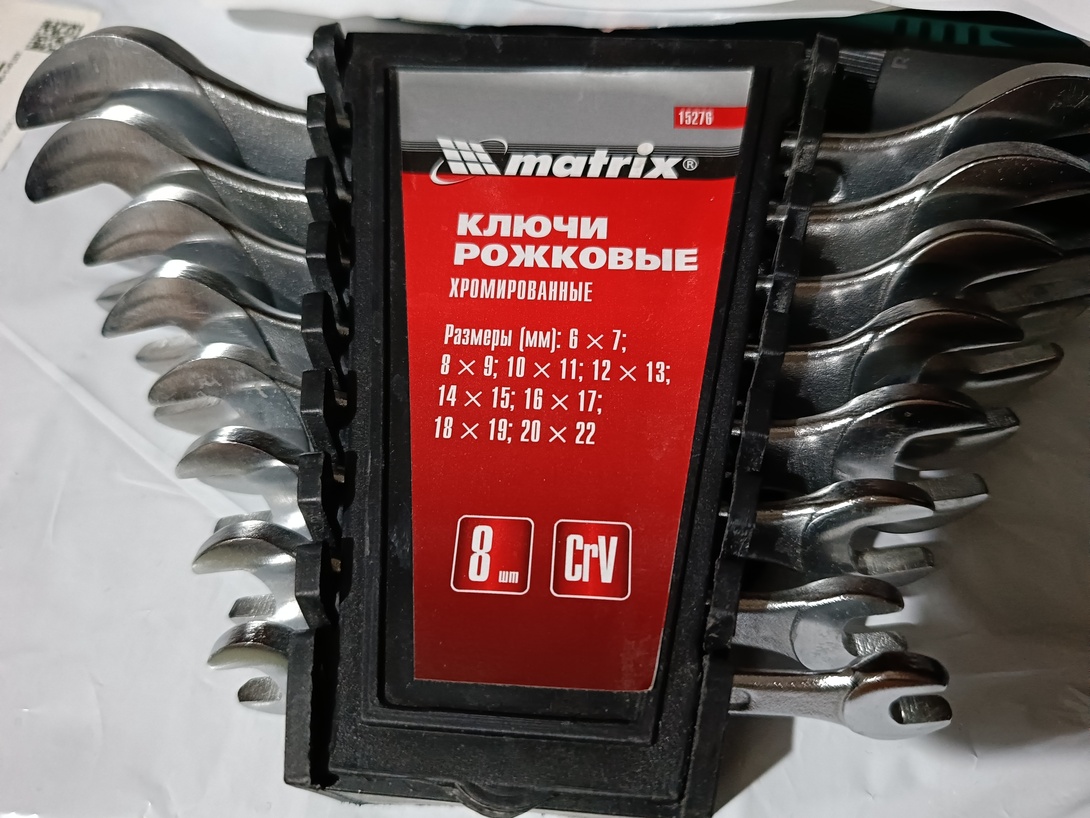 15276
matrix®
КЛЮЧИ
РОЖКОВЫЕ
ХРОМИРОВАННЫЕ
Размеры (мм): 6 × 7;
8 × 9; 10 × 11; 12 × 13;
14 × 15; 16 × 17;
18 × 19; 20 × 22
8 шт
CrV
R